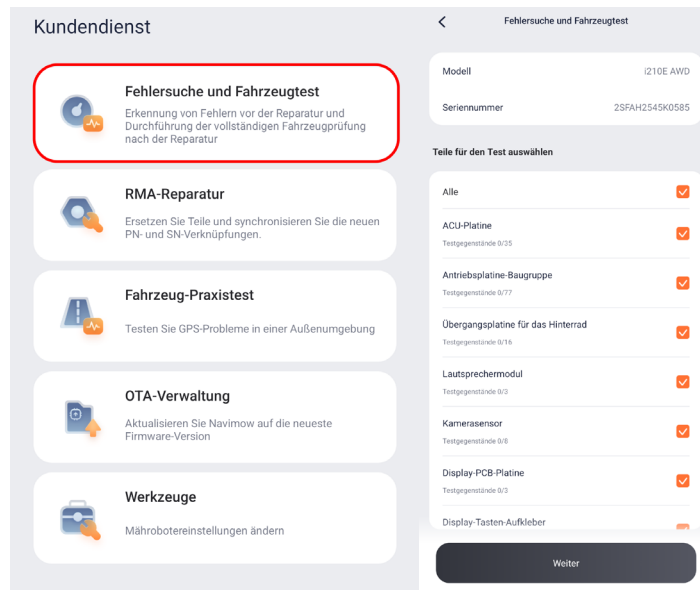 Kundendienst
Fehlersuche und Fahrzeugtest
Erkennung von Fehlern vor der Reparatur und
Durchführung der vollständigen Fahrzeugprüfung
nach der Reparatur
RMA-Reparatur
Ersetzen Sie Teile und synchronisieren Sie die neuen
PN- und SN-Verknüpfungen.
Fahrzeug-Praxistest
Testen Sie GPS-Probleme in einer Außenumgebung
OTA-Verwaltung
Aktualisieren Sie Navimow auf die neueste
Firmware-Version
Werkzeuge
Mährobotereinstellungen ändern
Fehlersuche und Fahrzeugtest
Modell i210E AWD
Seriennummer 2SFAH2545K0585
Teile für den Test auswählen
Alle
ACU-Platine
Testgegenstände 0/35
Antriebsplatine-Baugruppe
Testgegenstände 0/77
Übergangsplatine für das Hinterrad
Testgegenstände 0/16
Lautsprechermodul
Testgegenstände 0/3
Kamerasensor
Testgegenstände 0/8
Display-PCB-Platine
Testgegenstände 0/3
Display-Tasten-Aufkleber
Weiter